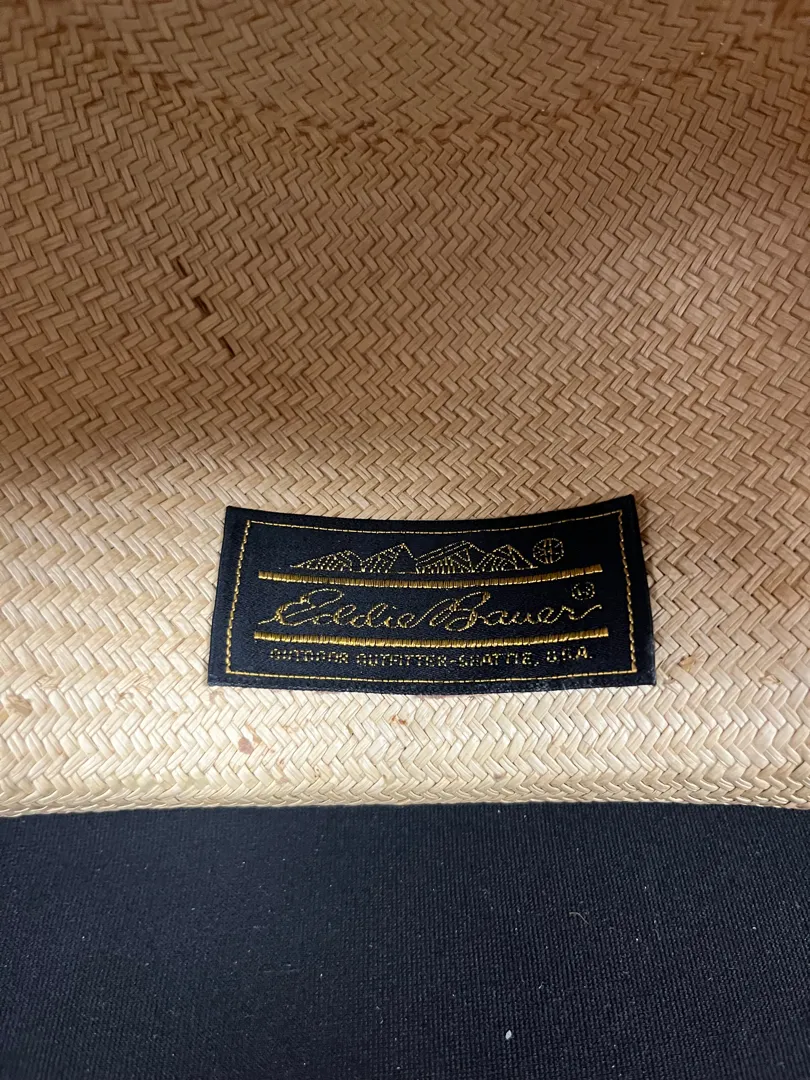 Eddie Bauer
OUTDOOR OUTFITTER-SEATTLE, U.S.A.